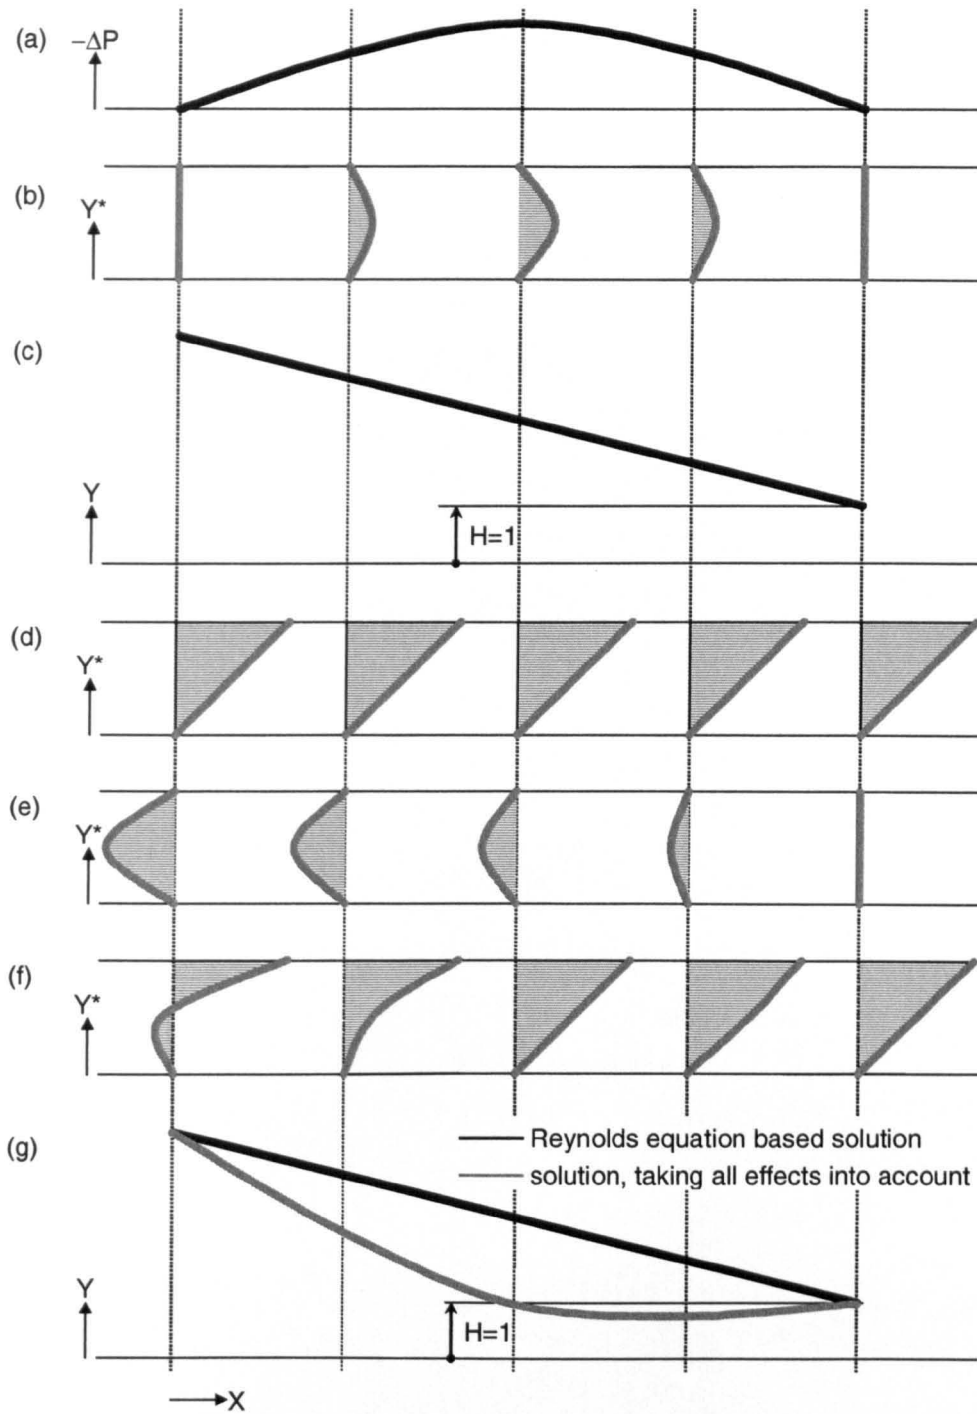 (a)
−ΔP
(b)
Y*
(c)
Y
H=1
(d)
Y*
(e)
Y*
(f)
Y*
(g)
Reynolds equation based solution
solution, taking all effects into account
Y
H=1
X